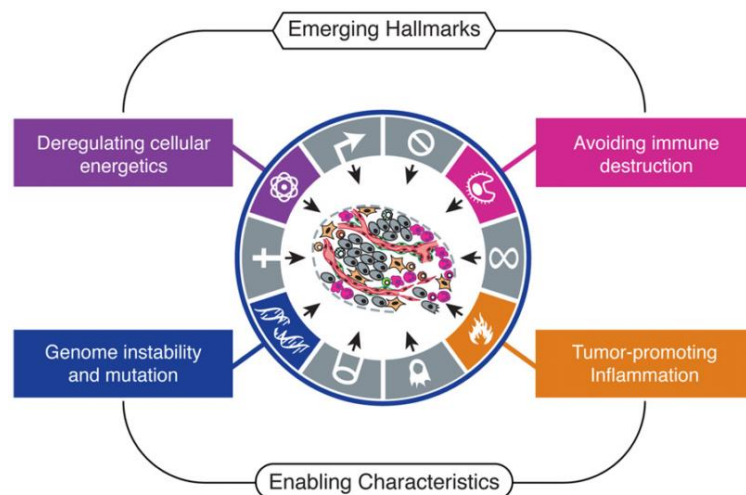 Emerging Hallmarks
Deregulating cellular
energetics
Avoiding immune
destruction
Genome instability
and mutation
Tumor-promoting
Inflammation
Enabling Characteristics